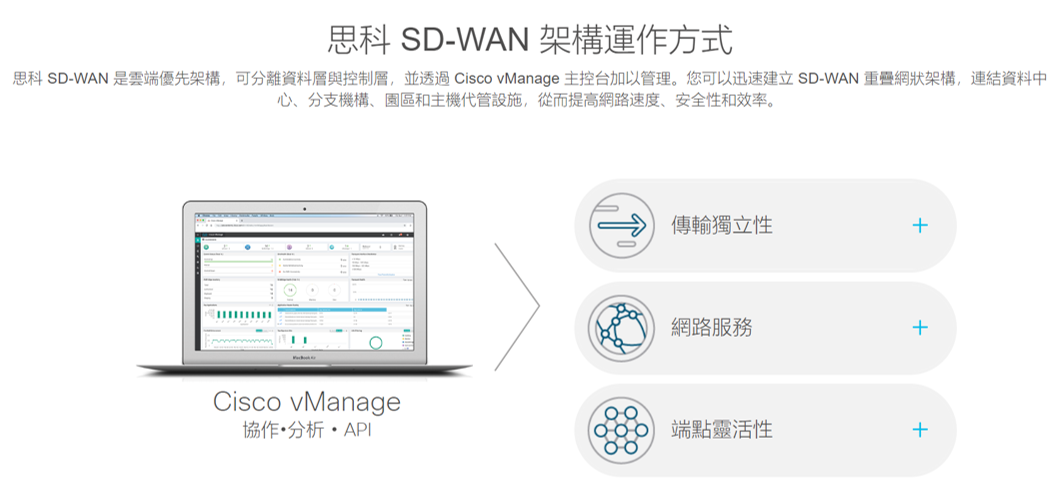 思科 SD-WAN 架構運作方式
思科 SD-WAN 是雲端優先架構，可分離資料層與控制層，並透過 Cisco vManage 主控台加以管理。您可以迅速建立 SD-WAN 重疊網狀架構，連結資料中
心、分支機構、園區和主機代管設施，從而提高網路速度、安全性和效率。
傳輸獨立性
網路服務
MacBook Air
Cisco vManage
協作•分析 • API
端點靈活性